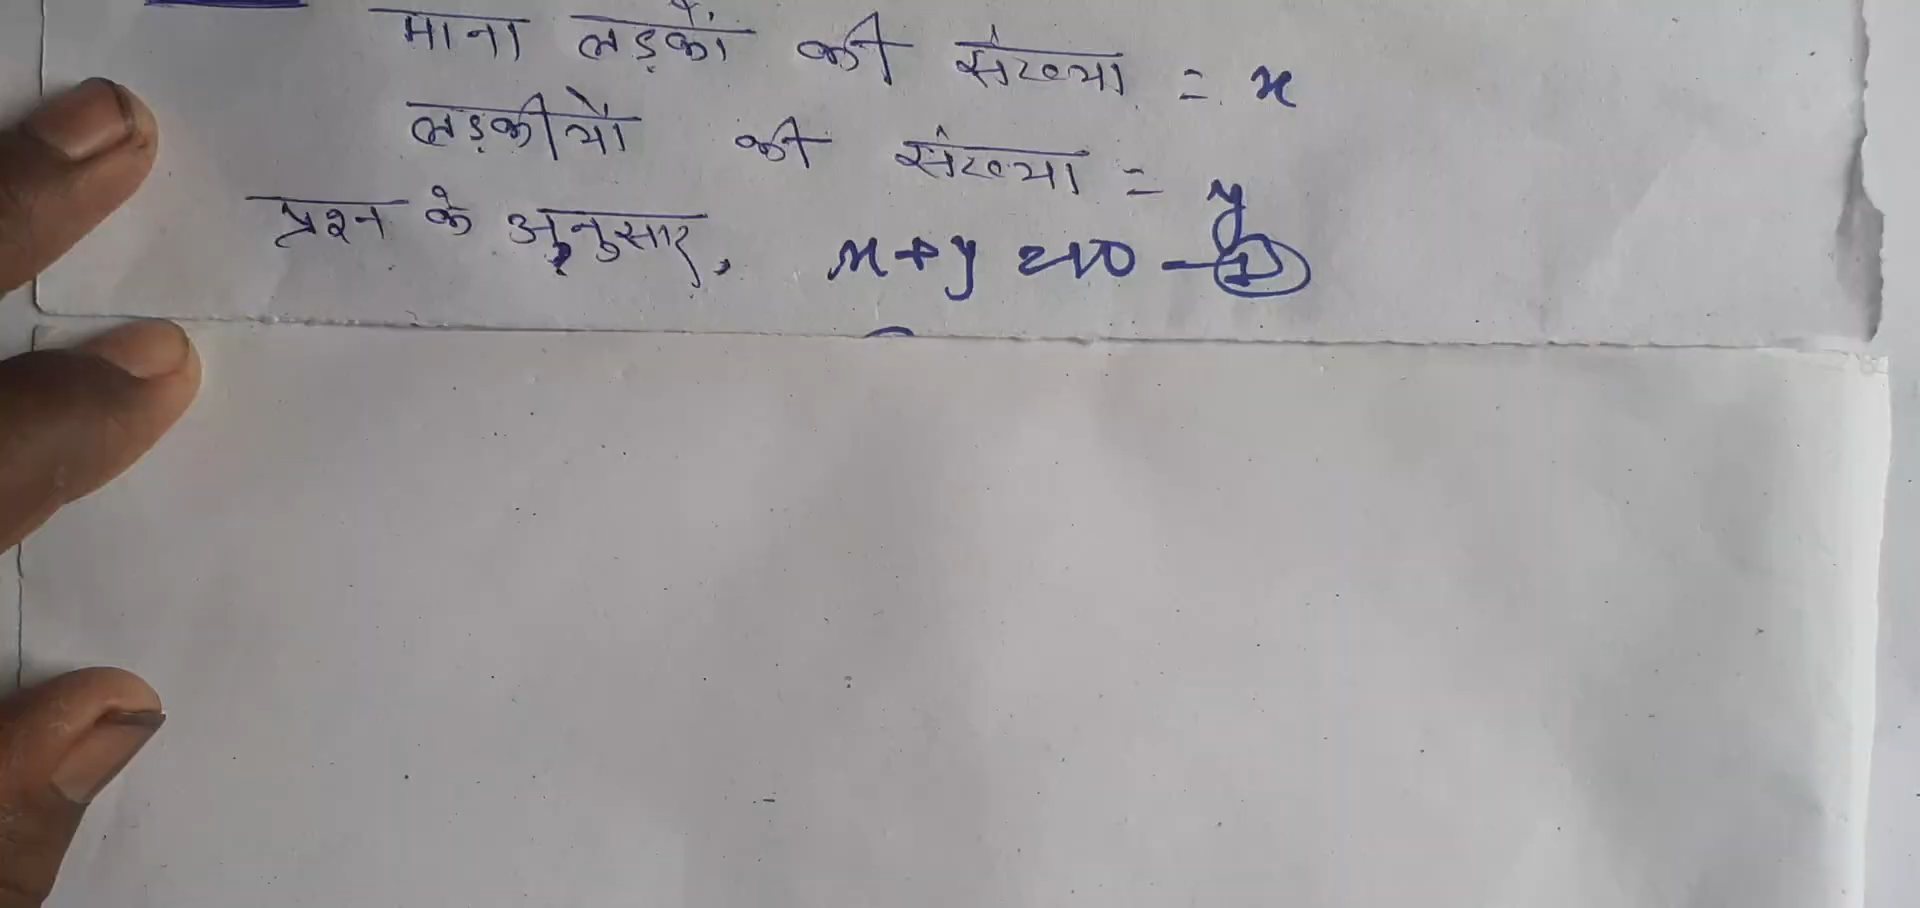 माना लड़कों की संख्या = x
लड़कीयों की संख्या = y
प्रश्न के अनुसार, x + y = 10 — ①